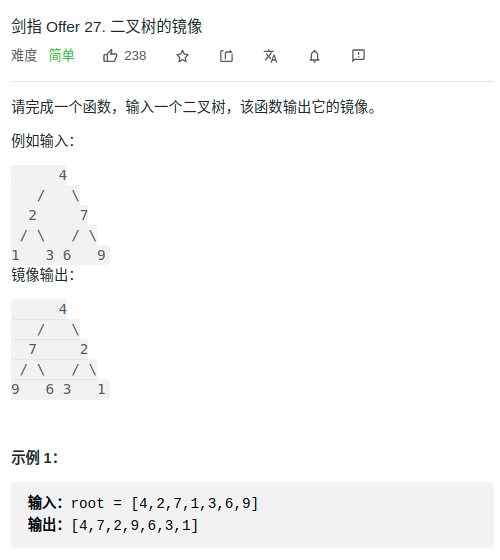 剑指 Offer 27. 二叉树的镜像
难度 简单 238
请完成一个函数，输入一个二叉树，该函数输出它的镜像。
例如输入：
4
/ \
2 7
/ \ / \
1 3 6 9
镜像输出：
4
/ \
7 2
/ \ / \
9 6 3 1
示例 1：
输入：root = [4,2,7,1,3,6,9]
输出：[4,7,2,9,6,3,1]